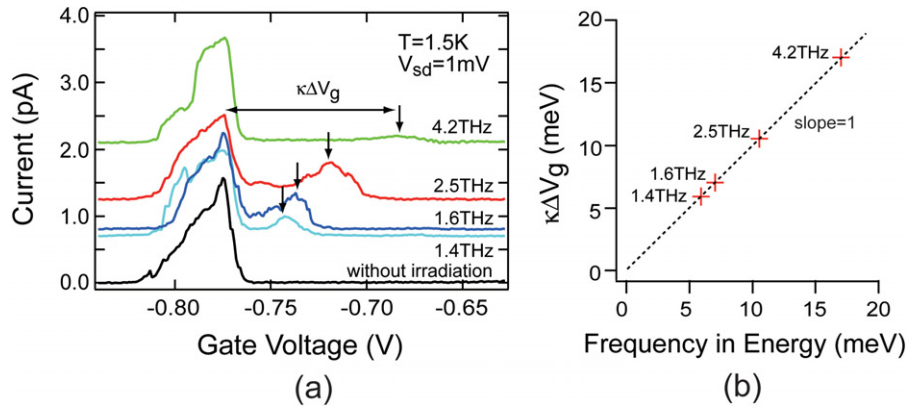 4.0
3.0
2.0
1.0
0.0
Current (pA)
T=1.5K
Vsd=1mV
κΔVg
4.2THz
2.5THz
1.6THz
1.4THz
without irradiation
-0.80
-0.75
-0.70
-0.65
Gate Voltage (V)
(a)
20
15
10
5
0
κΔVg (meV)
4.2THz
2.5THz
slope=1
1.6THz
1.4THz
0
5
10
15
20
Frequency in Energy (meV)
(b)